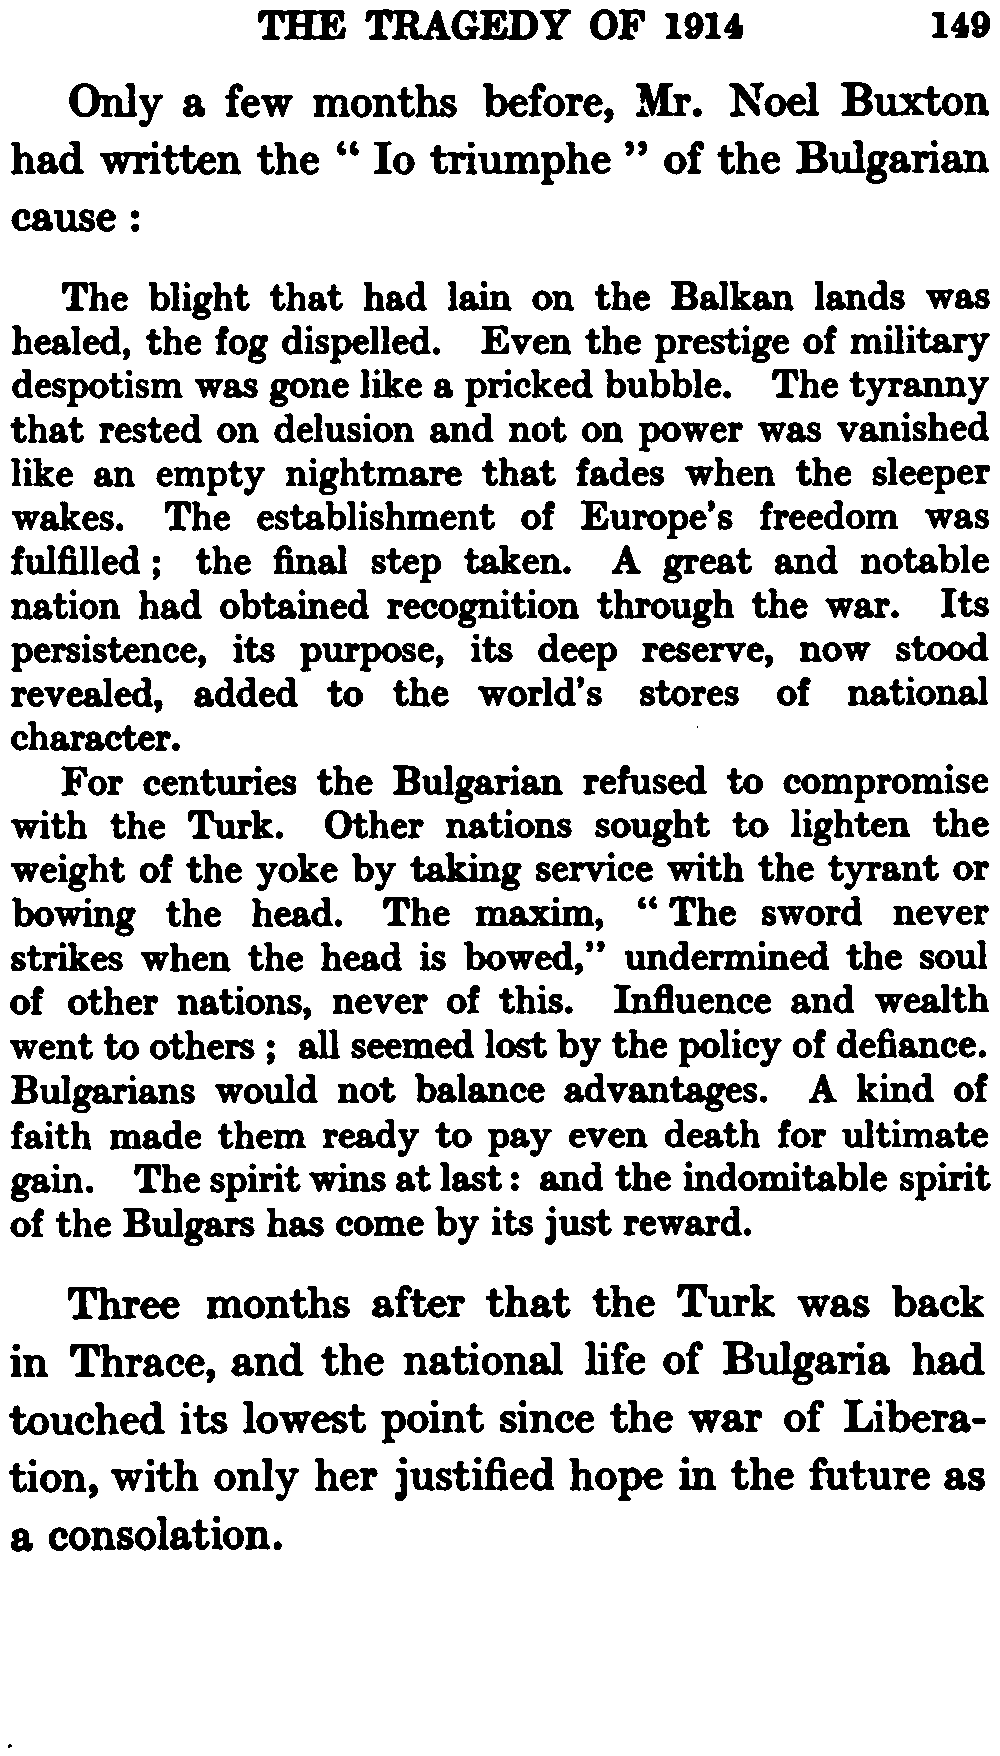 THE TRAGEDY OF 1914 149
Only a few months before, Mr. Noel Buxton
had written the “ Io triumphe ” of the Bulgarian
cause :
The blight that had lain on the Balkan lands was
healed, the fog dispelled. Even the prestige of military
despotism was gone like a pricked bubble. The tyranny
that rested on delusion and not on power was vanished
like an empty nightmare that fades when the sleeper
wakes. The establishment of Europe's freedom was
fulfilled ; the final step taken. A great and notable
nation had obtained recognition through the war. Its
persistence, its purpose, its deep reserve, now stood
revealed, added to the world's stores of national
character.
For centuries the Bulgarian refused to compromise
with the Turk. Other nations sought to lighten the
weight of the yoke by taking service with the tyrant or
bowing the head. The maxim, “ The sword never
strikes when the head is bowed,” undermined the soul
of other nations, never of this. Influence and wealth
went to others ; all seemed lost by the policy of defiance.
Bulgarians would not balance advantages. A kind of
faith made them ready to pay even death for ultimate
gain. The spirit wins at last : and the indomitable spirit
of the Bulgars has come by its just reward.
Three months after that the Turk was back
in Thrace, and the national life of Bulgaria had
touched its lowest point since the war of Libera-
tion, with only her justified hope in the future as
a consolation.